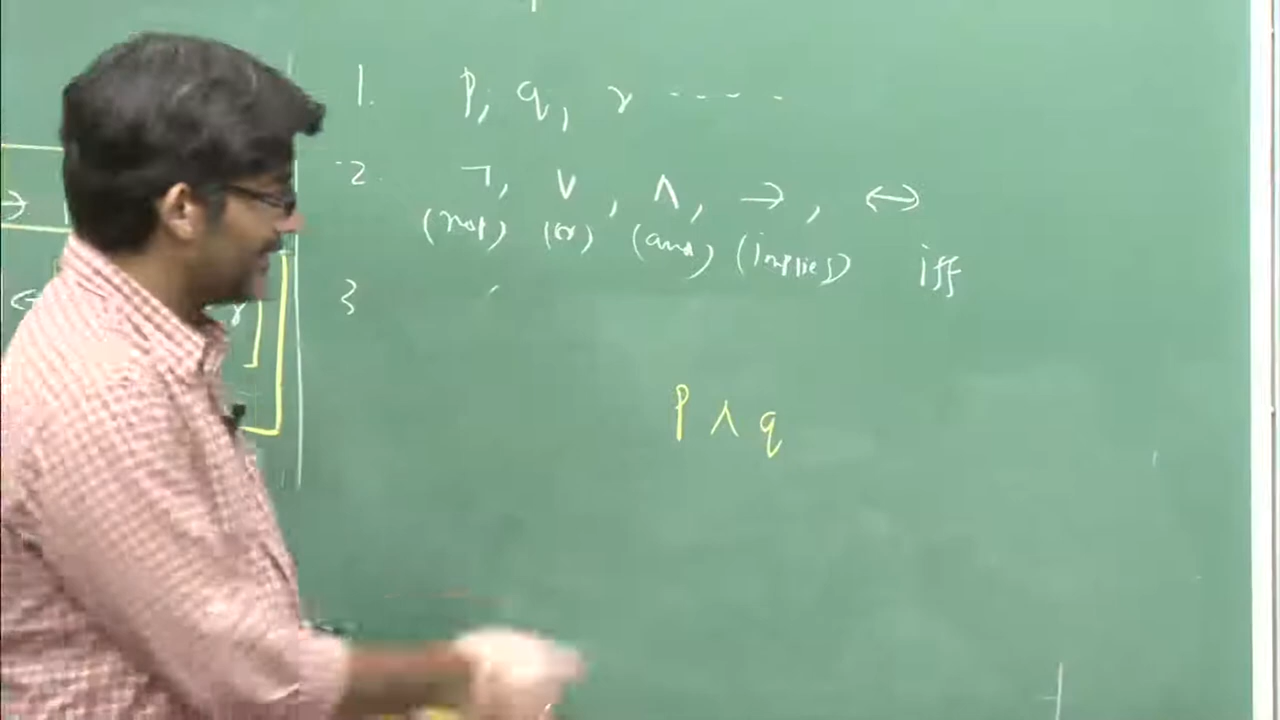 1. p, q, r ----
2. ¬, ∨, ∧, →, ↔
(not) (or) (and) (implies) iff
3
p ∧ q
→
↔ r